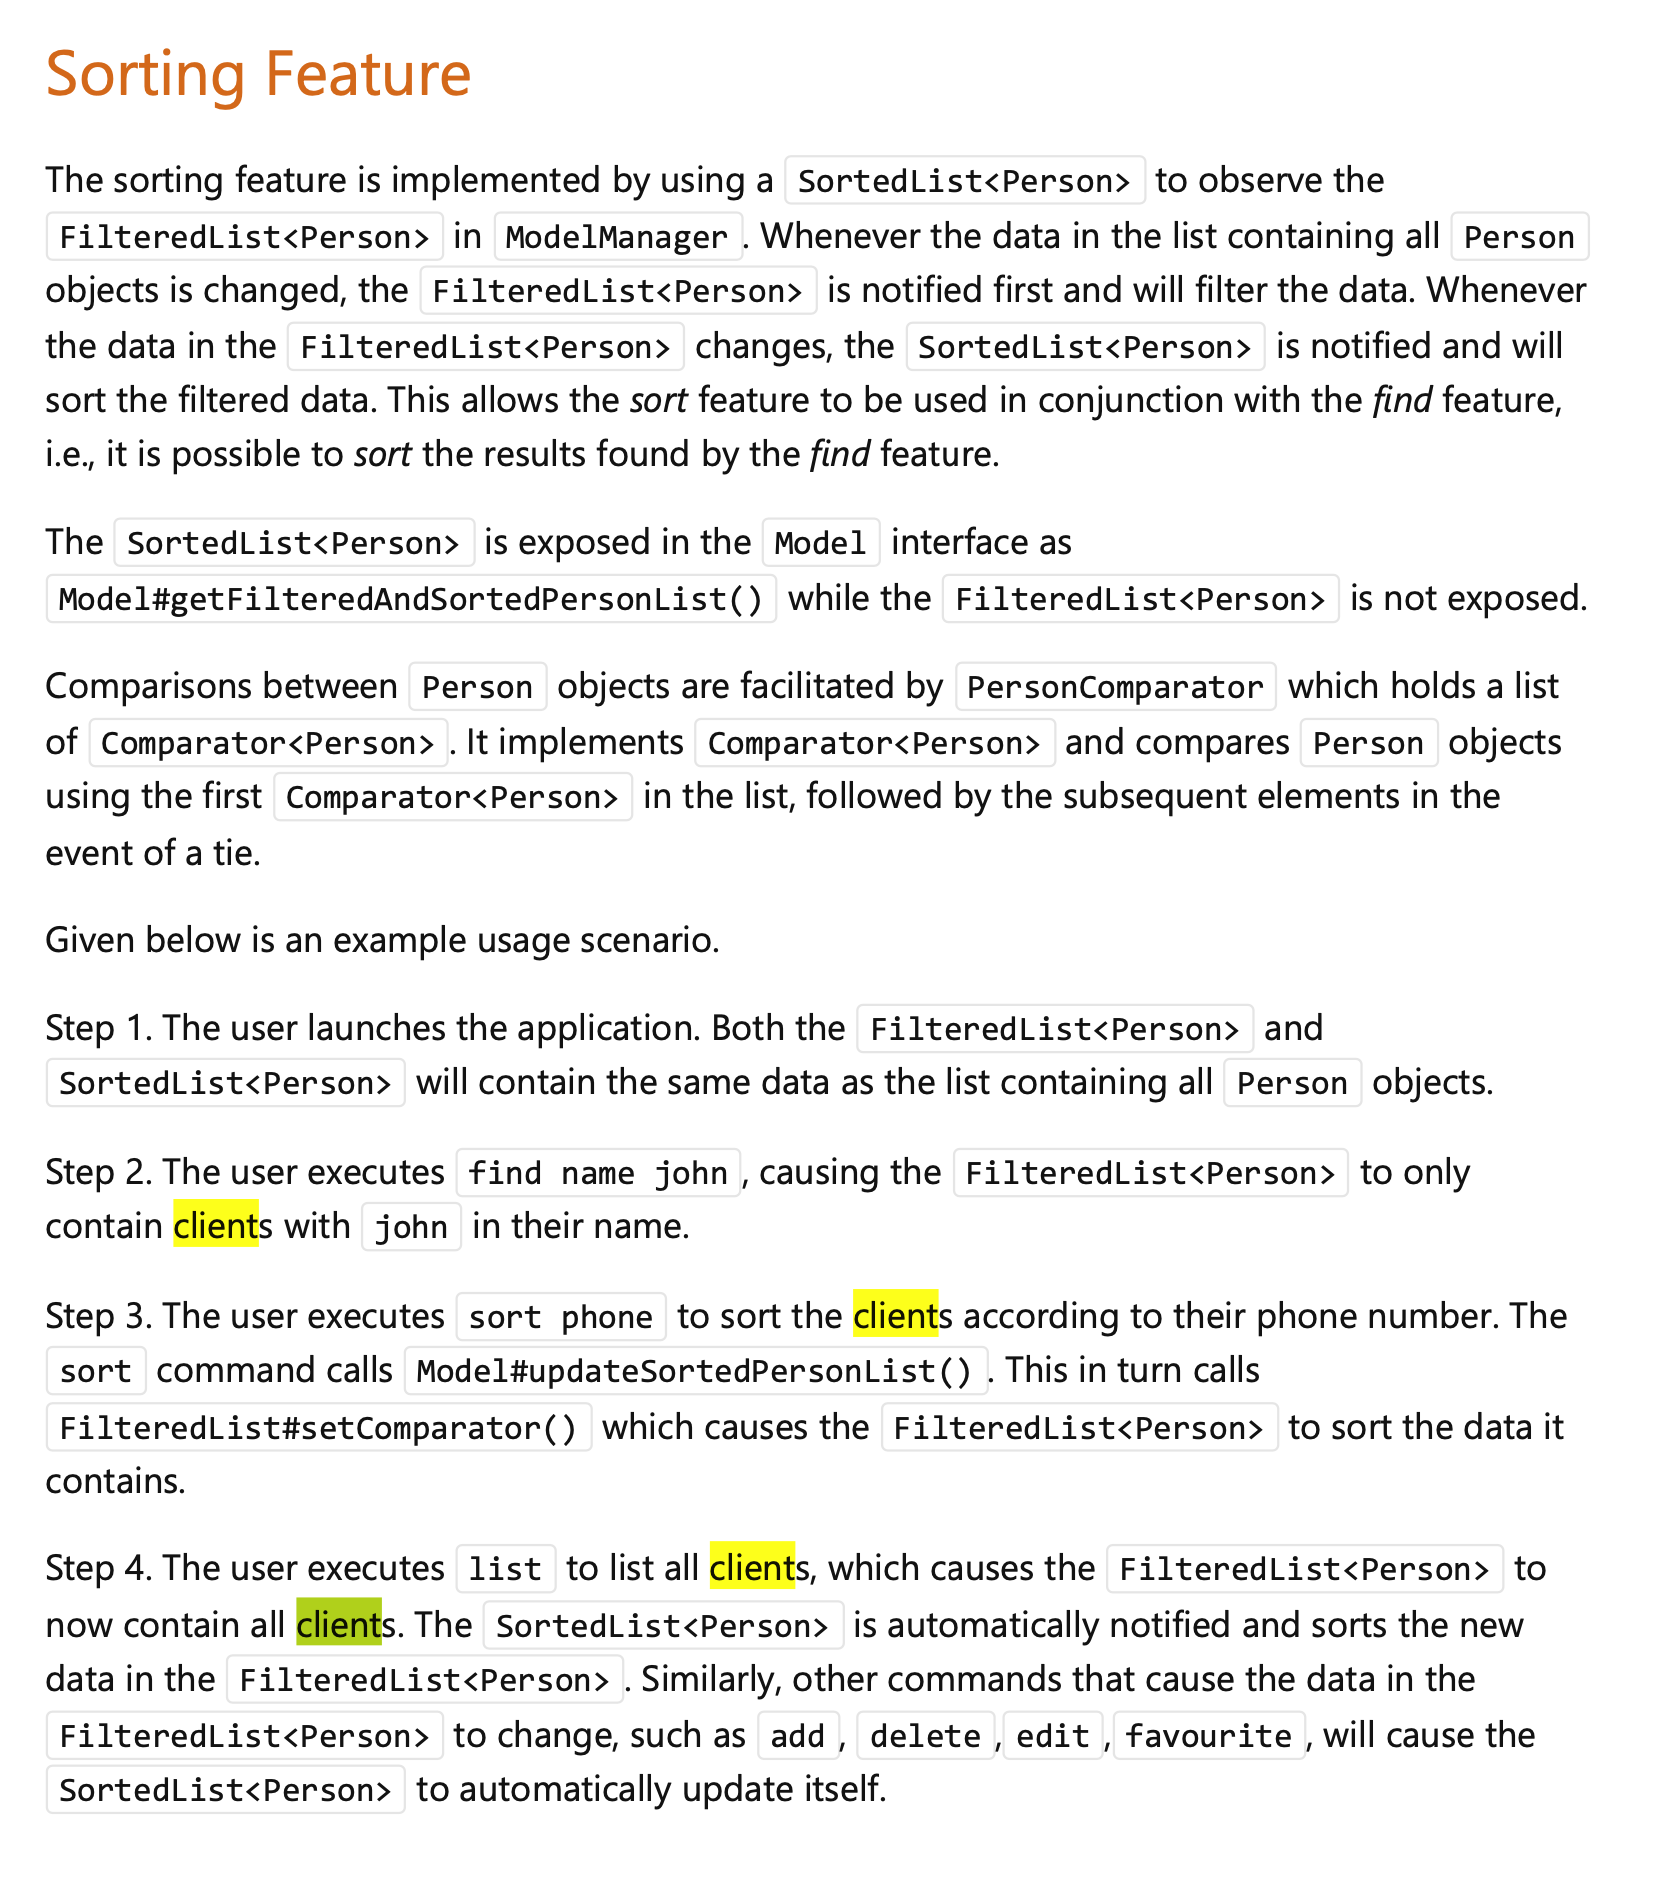 Sorting Feature
The sorting feature is implemented by using a SortedList<Person> to observe the
FilteredList<Person> in ModelManager. Whenever the data in the list containing all Person
objects is changed, the FilteredList<Person> is notified first and will filter the data. Whenever
the data in the FilteredList<Person> changes, the SortedList<Person> is notified and will
sort the filtered data. This allows the sort feature to be used in conjunction with the find feature,
i.e., it is possible to sort the results found by the find feature.
The SortedList<Person> is exposed in the Model interface as
Model#getFilteredAndSortedPersonList() while the FilteredList<Person> is not exposed.
Comparisons between Person objects are facilitated by PersonComparator which holds a list
of Comparator<Person>. It implements Comparator<Person> and compares Person objects
using the first Comparator<Person> in the list, followed by the subsequent elements in the
event of a tie.
Given below is an example usage scenario.
Step 1. The user launches the application. Both the FilteredList<Person> and
SortedList<Person> will contain the same data as the list containing all Person objects.
Step 2. The user executes find name john, causing the FilteredList<Person> to only
contain clients with john in their name.
Step 3. The user executes sort phone to sort the clients according to their phone number. The
sort command calls Model#updateSortedPersonList(). This in turn calls
FilteredList#setComparator() which causes the FilteredList<Person> to sort the data it
contains.
Step 4. The user executes list to list all clients, which causes the FilteredList<Person> to
now contain all clients. The SortedList<Person> is automatically notified and sorts the new
data in the FilteredList<Person>. Similarly, other commands that cause the data in the
FilteredList<Person> to change, such as add, delete, edit, favourite, will cause the
SortedList<Person> to automatically update itself.